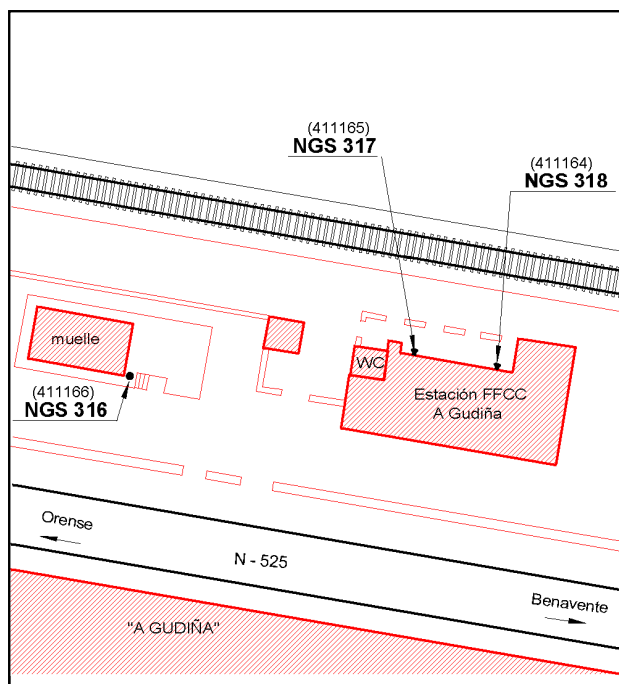 (411165)
NGS 317
(411164)
NGS 318
muelle
WC
(411166)
NGS 316
Estación FFCC
A Gudiña
Orense
N - 525
Benavente
"A GUDIÑA"